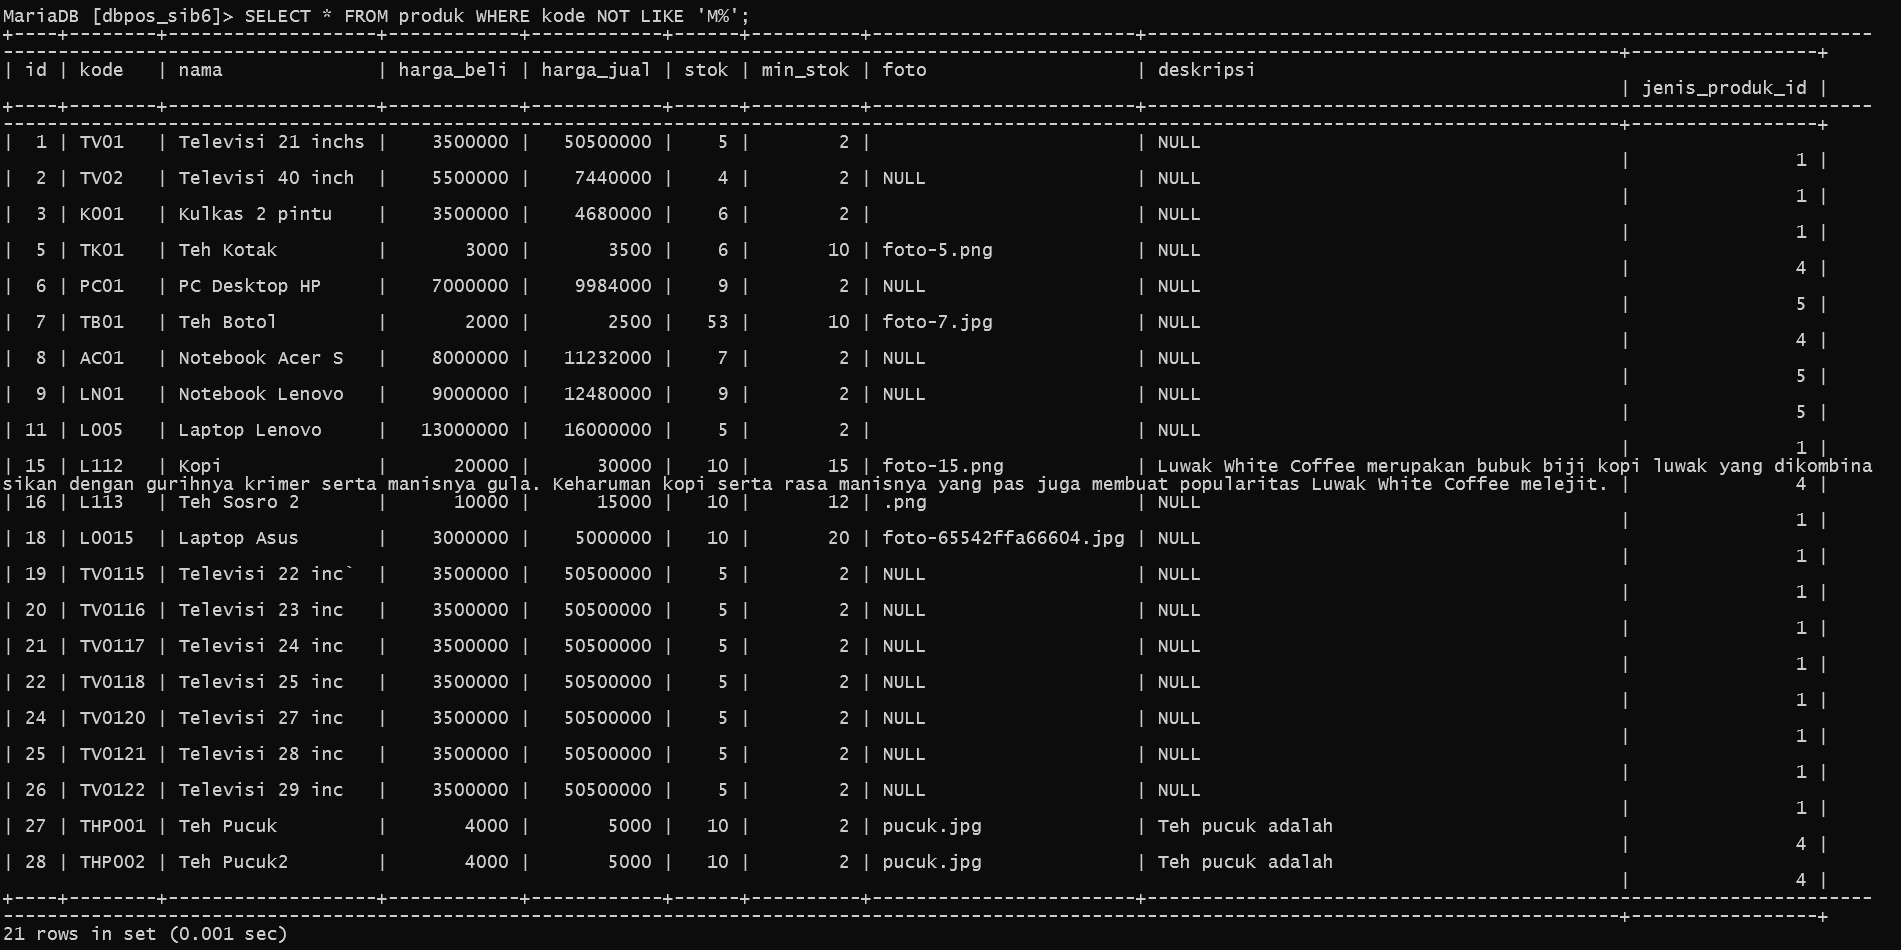 MariaDB [dbpos_sib6]> SELECT * FROM produk WHERE kode NOT LIKE 'M%';
| id | kode   | nama              | harga_beli | harga_jual | stok | min_stok | foto                   | deskripsi
| jenis_produk_id |
|  1 | TV01   | Televisi 21 inchs |    3500000 |   50500000 |    5 |        2 |                        | NULL
| 1 |
|  2 | TV02   | Televisi 40 inch  |    5500000 |    7440000 |    4 |        2 | NULL                   | NULL
| 1 |
|  3 | K001   | Kulkas 2 pintu    |    3500000 |    4680000 |    6 |        2 |                        | NULL
| 1 |
|  5 | TK01   | Teh Kotak         |       3000 |       3500 |    6 |       10 | foto-5.png             | NULL
| 4 |
|  6 | PC01   | PC Desktop HP     |    7000000 |    9984000 |    9 |        2 | NULL                   | NULL
| 5 |
|  7 | TB01   | Teh Botol         |       2000 |       2500 |   53 |       10 | foto-7.jpg             | NULL
| 4 |
|  8 | AC01   | Notebook Acer S   |    8000000 |   11232000 |    7 |        2 | NULL                   | NULL
| 5 |
|  9 | LN01   | Notebook Lenovo   |    9000000 |   12480000 |    9 |        2 | NULL                   | NULL
| 5 |
| 11 | L005   | Laptop Lenovo     |   13000000 |   16000000 |    5 |        2 |                        | NULL
| 1 |
| 15 | L112   | Kopi              |      20000 |      30000 |   10 |       15 | foto-15.png            | Luwak White Coffee merupakan bubuk biji kopi luwak yang dikombina
sikan dengan gurihnya krimer serta manisnya gula. Keharuman kopi serta rasa manisnya yang pas juga membuat popularitas Luwak White Coffee melejit. | 4 |
| 16 | L113   | Teh Sosro 2       |      10000 |      15000 |   10 |       12 | .png                   | NULL
| 1 |
| 18 | L0015  | Laptop Asus       |    3000000 |    5000000 |   10 |       20 | foto-65542ffa66604.jpg | NULL
| 1 |
| 19 | TV0115 | Televisi 22 inc`  |    3500000 |   50500000 |    5 |        2 | NULL                   | NULL
| 1 |
| 20 | TV0116 | Televisi 23 inc   |    3500000 |   50500000 |    5 |        2 | NULL                   | NULL
| 1 |
| 21 | TV0117 | Televisi 24 inc   |    3500000 |   50500000 |    5 |        2 | NULL                   | NULL
| 1 |
| 22 | TV0118 | Televisi 25 inc   |    3500000 |   50500000 |    5 |        2 | NULL                   | NULL
| 1 |
| 24 | TV0120 | Televisi 27 inc   |    3500000 |   50500000 |    5 |        2 | NULL                   | NULL
| 1 |
| 25 | TV0121 | Televisi 28 inc   |    3500000 |   50500000 |    5 |        2 | NULL                   | NULL
| 1 |
| 26 | TV0122 | Televisi 29 inc   |    3500000 |   50500000 |    5 |        2 | NULL                   | NULL
| 1 |
| 27 | THP001 | Teh Pucuk         |       4000 |       5000 |   10 |        2 | pucuk.jpg              | Teh pucuk adalah
| 4 |
| 28 | THP002 | Teh Pucuk2        |       4000 |       5000 |   10 |        2 | pucuk.jpg              | Teh pucuk adalah
| 4 |
21 rows in set (0.001 sec)